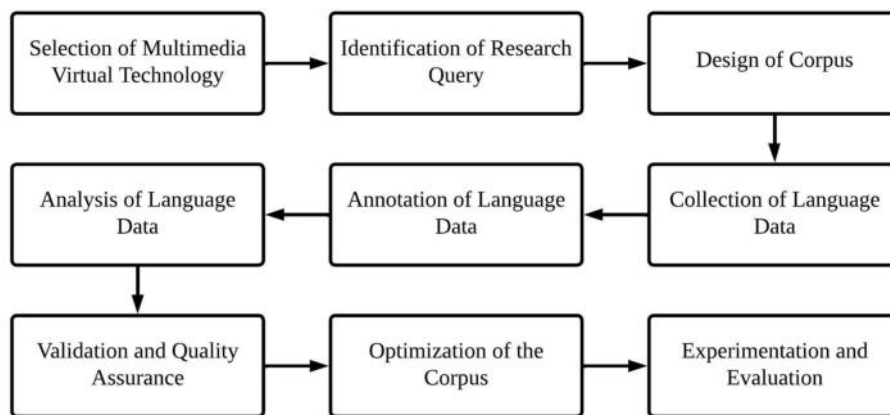 Selection of Multimedia
Virtual Technology
Identification of Research
Query
Design of Corpus
Collection of Language
Data
Annotation of Language
Data
Analysis of Language
Data
Validation and Quality
Assurance
Optimization of the
Corpus
Experimentation and
Evaluation